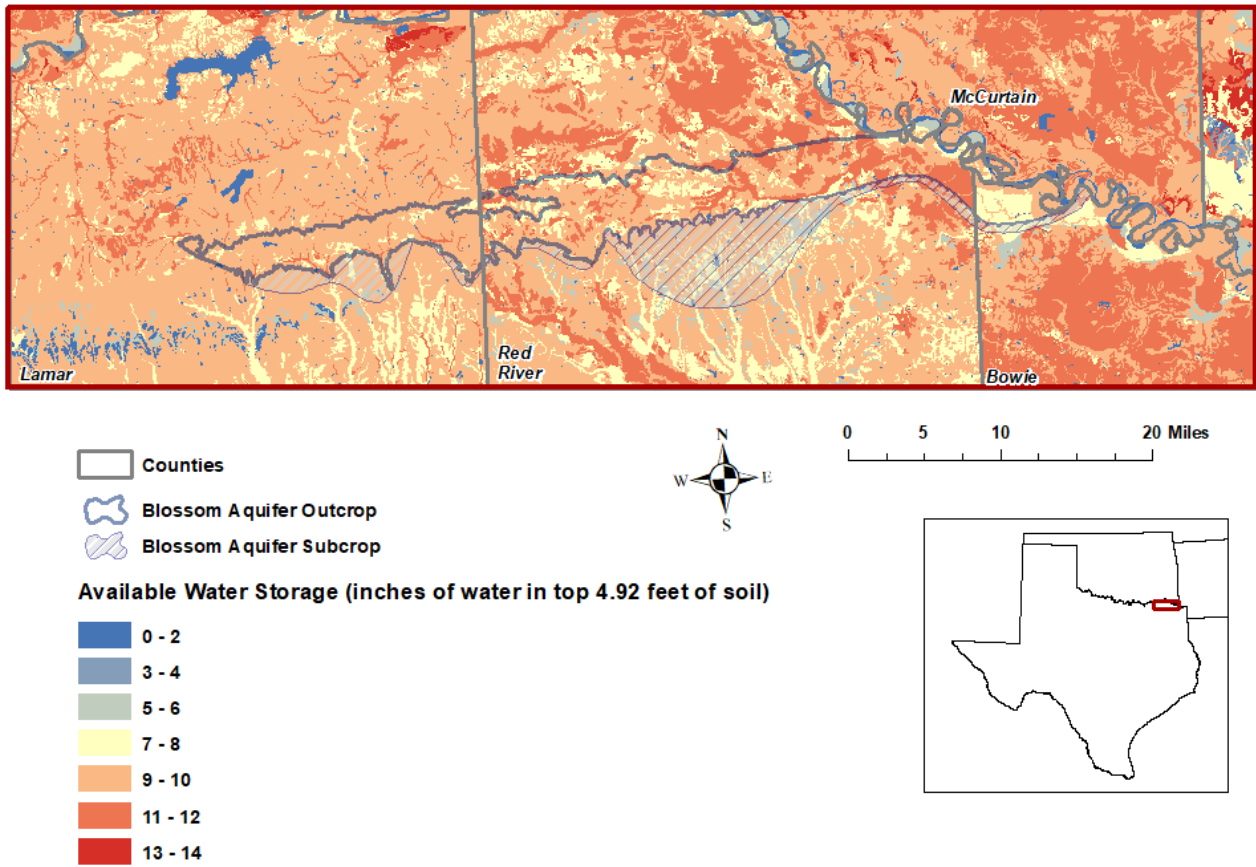 McCurtain
Lamar
Red
River
Bowie
N
W E
S
0 5 10 20 Miles
Counties
Blossom Aquifer Outcrop
Blossom Aquifer Subcrop
Available Water Storage (inches of water in top 4.92 feet of soil)
0 - 2
3 - 4
5 - 6
7 - 8
9 - 10
11 - 12
13 - 14